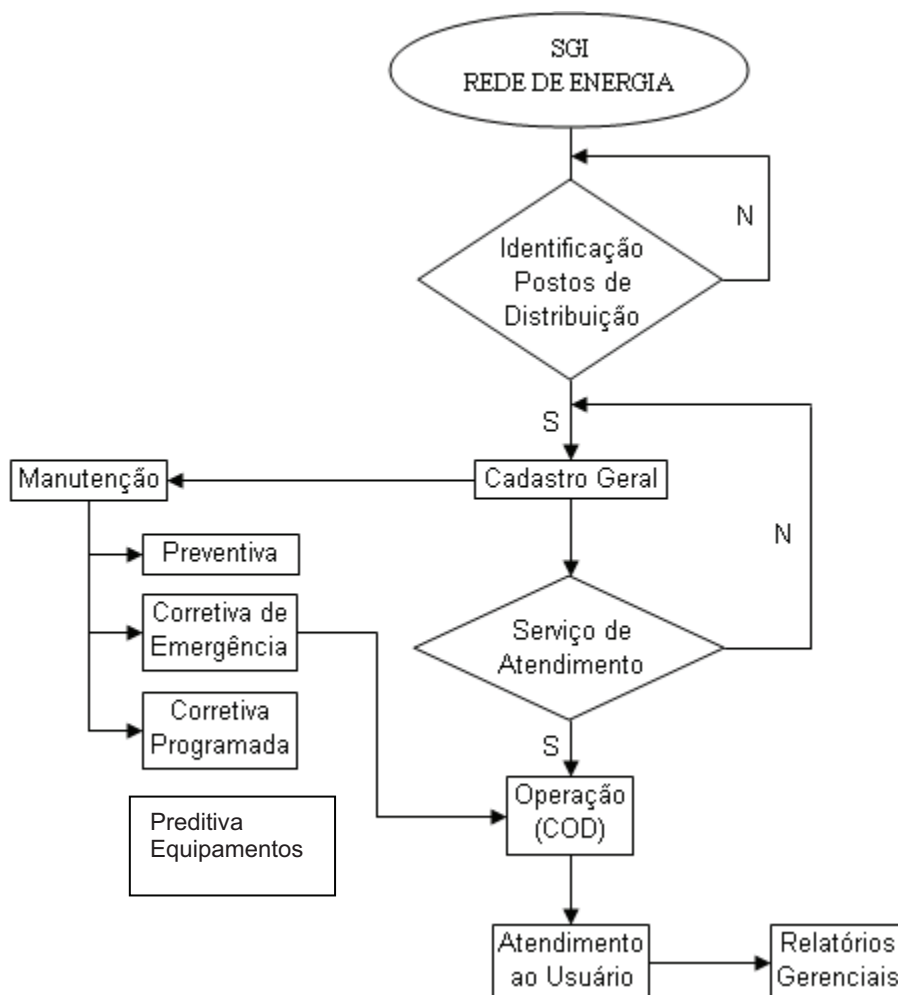 SGI
REDE DE ENERGIA
N
Identificação
Postos de
Distribuição
S
Manutenção
Cadastro Geral
N
Preventiva
Corretiva de
Emergência
Serviço de
Atendimento
Corretiva
Programada
S
Operação
(COD)
Preditiva
Equipamentos
Atendimento
ao Usuário
Relatórios
Gerenciais